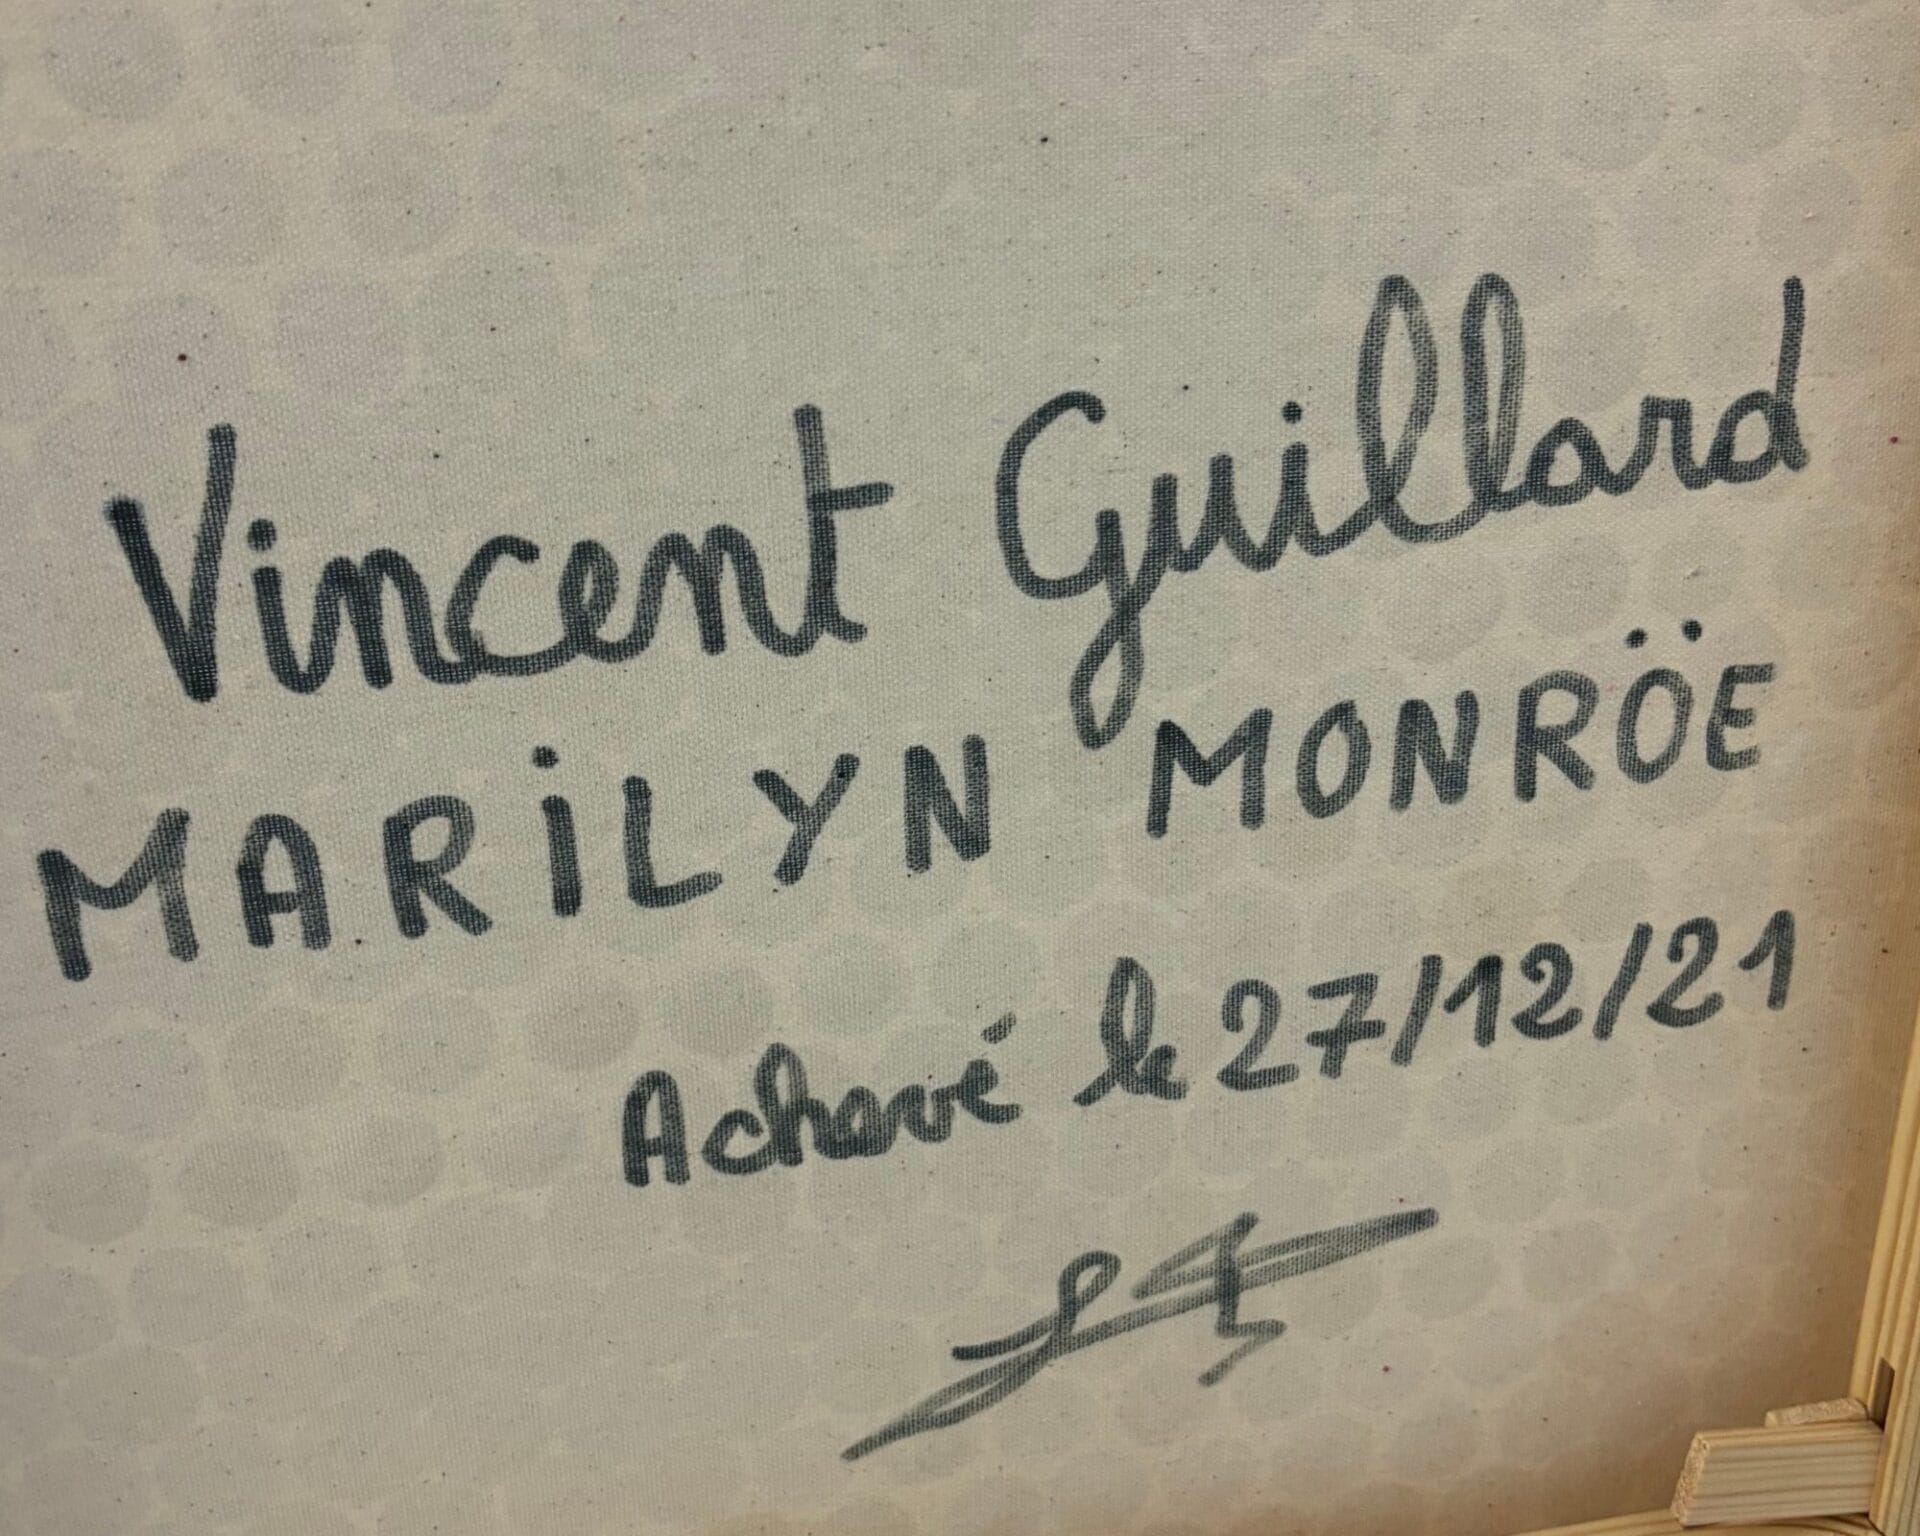 Vincent Guillard
MARiLYN MONRÖE
Achevé le 27/12/21